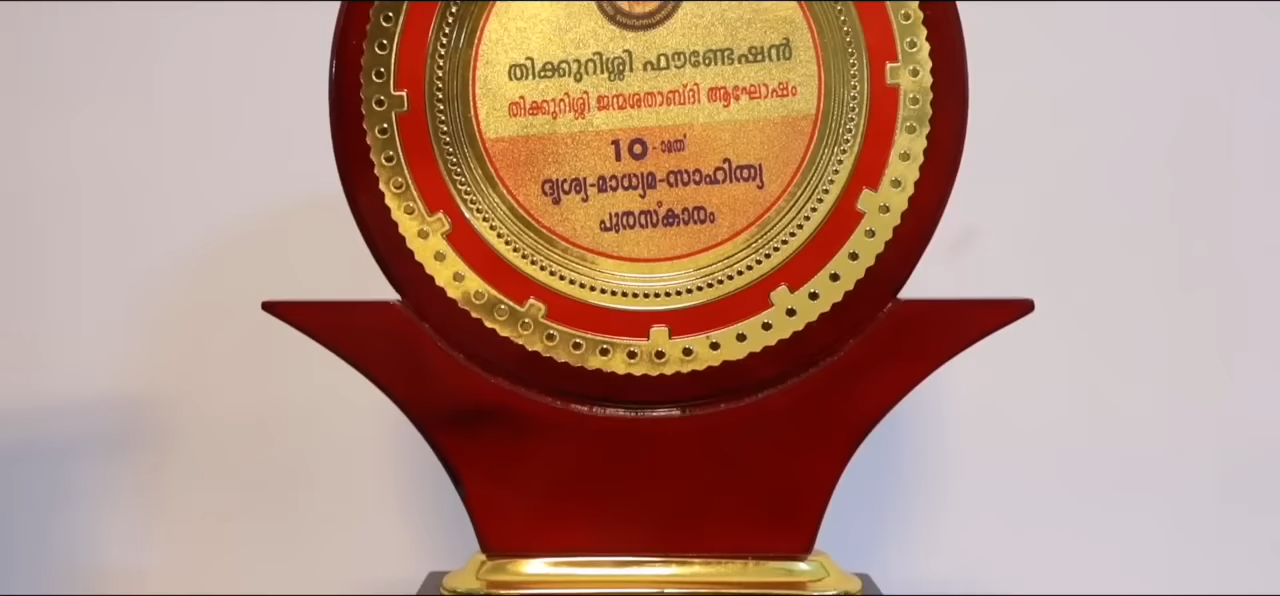 തിക്കുറിശ്ശി ഫൗണ്ടേഷൻ
തിക്കുറിശ്ശി ജന്മശതാബ്ദി ആഘോഷം
10-ാമത്
ദൃശ്യ-മാധ്യമ-സാഹിത്യ
പുരസ്കാരം